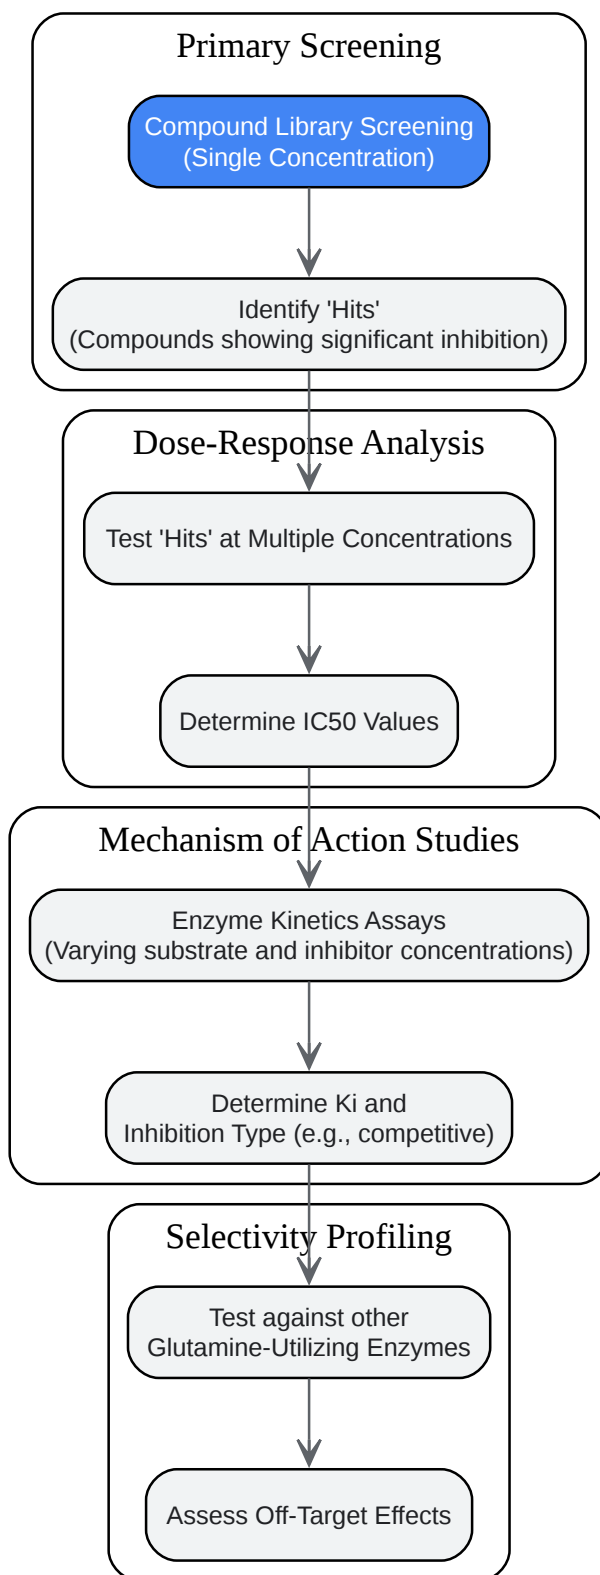 Primary Screening
Compound Library Screening
(Single Concentration)
Identify 'Hits'
(Compounds showing significant inhibition)
Dose-Response Analysis
Test 'Hits' at Multiple Concentrations
Determine IC50 Values
Mechanism of Action Studies
Enzyme Kinetics Assays
(Varying substrate and inhibitor concentrations)
Determine Ki and
Inhibition Type (e.g., competitive)
Selectivity Profiling
Test against other
Glutamine-Utilizing Enzymes
Assess Off-Target Effects